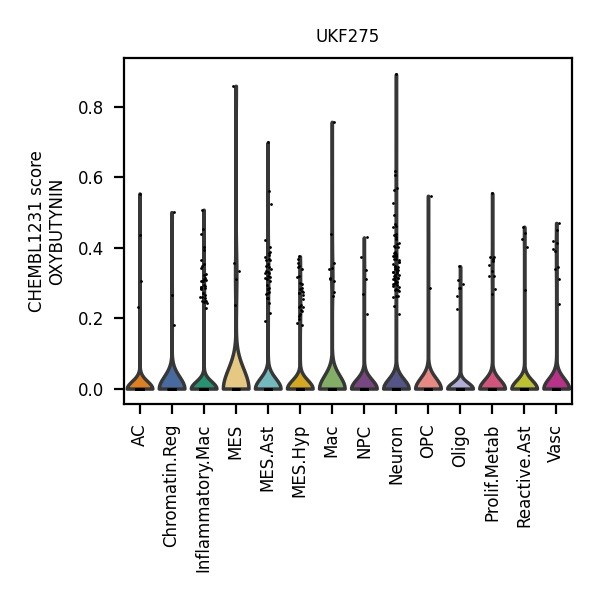 UKF275
CHEMBL1231 score
OXYBUTYNIN
0.8
0.6
0.4
0.2
0.0
AC
Chromatin.Reg
Inflammatory.Mac
MES
MES.Ast
MES.Hyp
Mac
NPC
Neuron
OPC
Oligo
Prolif.Metab
Reactive.Ast
Vasc